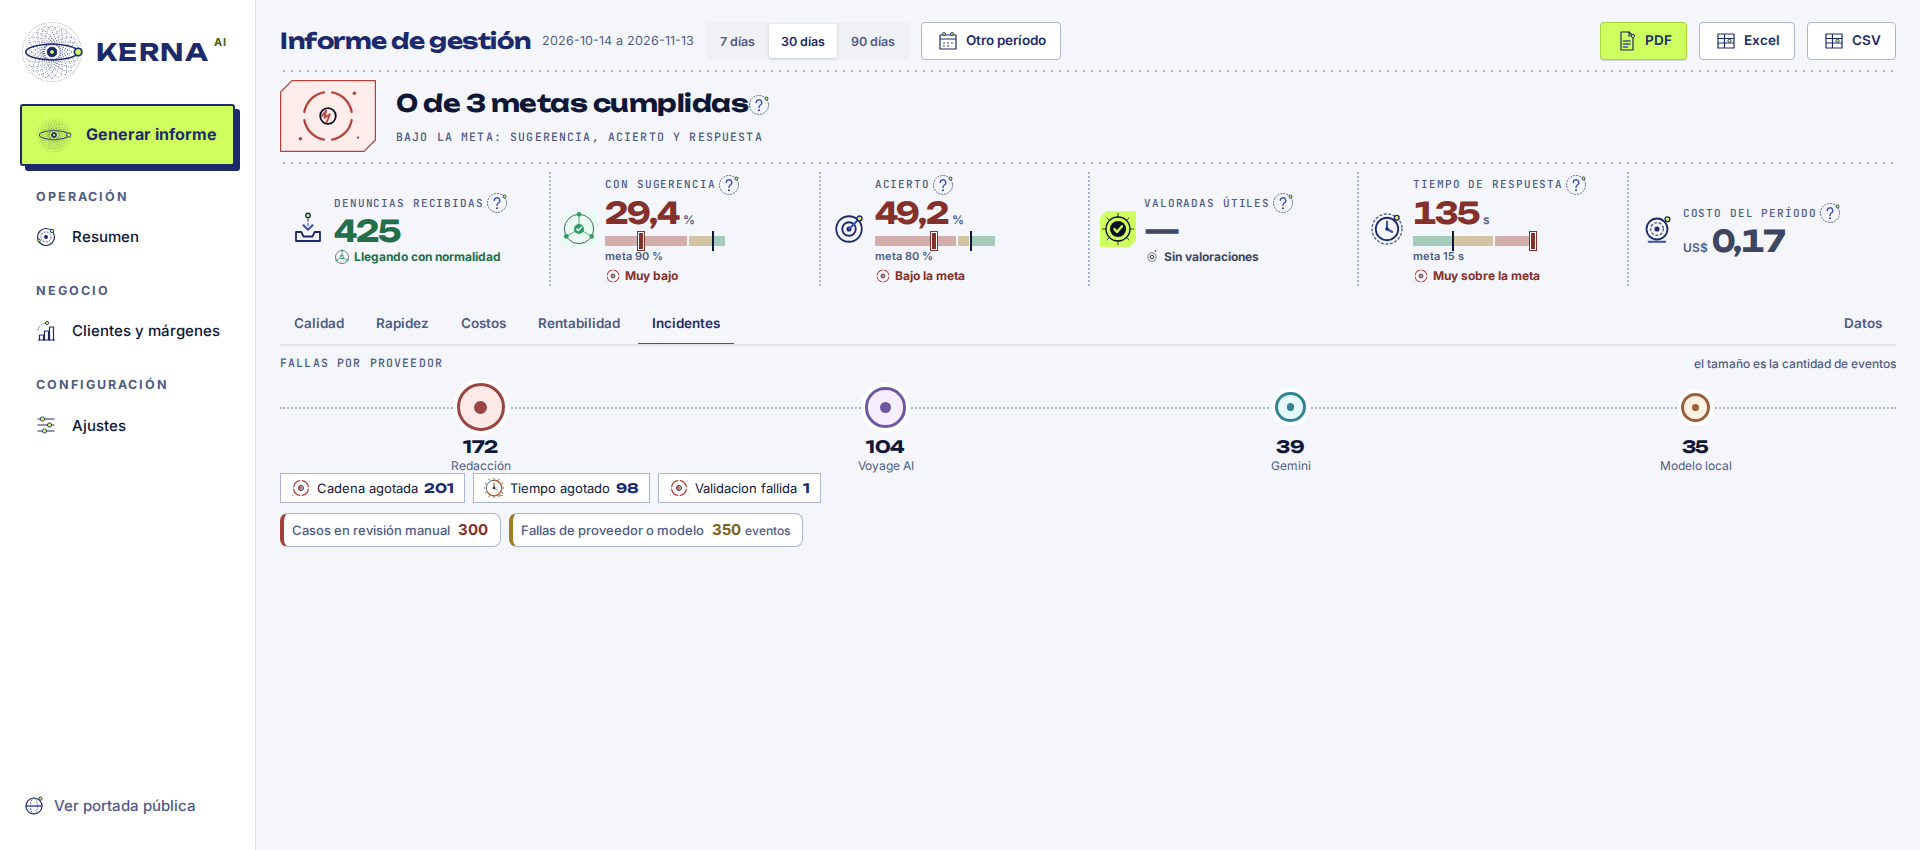 KERNA AI
Generar informe
OPERACIÓN
Resumen
NEGOCIO
Clientes y márgenes
CONFIGURACIÓN
Ajustes
Ver portada pública
Informe de gestión 2026-10-14 a 2026-11-13 7 días 30 días 90 días Otro período PDF Excel CSV
0 de 3 metas cumplidas ?
BAJO LA META: SUGERENCIA, ACIERTO Y RESPUESTA
DENUNCIAS RECIBIDAS ?
425
Llegando con normalidad
CON SUGERENCIA ?
29,4 %
meta 90 %
Muy bajo
ACIERTO ?
49,2 %
meta 80 %
Bajo la meta
VALORADAS ÚTILES ?
—
Sin valoraciones
TIEMPO DE RESPUESTA ?
135 s
meta 15 s
Muy sobre la meta
COSTO DEL PERÍODO ?
US$ 0,17
Calidad Rapidez Costos Rentabilidad Incidentes Datos
FALLAS POR PROVEEDOR el tamaño es la cantidad de eventos
172 104 39 35
Redacción Voyage AI Gemini Modelo local
Cadena agotada 201 Tiempo agotado 98 Validacion fallida 1
Casos en revisión manual 300 Fallas de proveedor o modelo 350 eventos